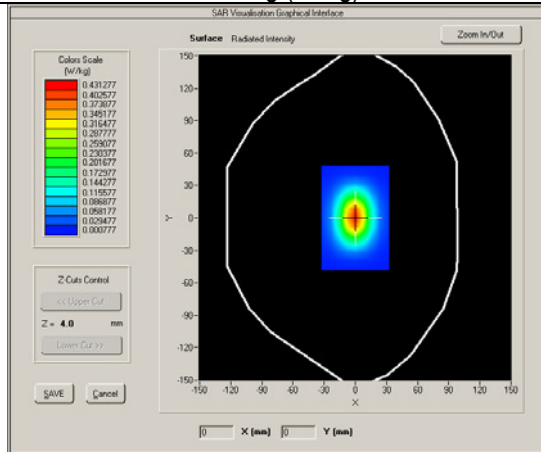 SAR Visualisation Graphical Interface
Surface Radiated Intensity
Zoom In/Out
Colors Scale
(W/kg)
0.431277
0.402577
0.373877
0.345177
0.316477
0.287777
0.259077
0.230377
0.201677
0.172977
0.144277
0.115577
0.086877
0.058177
0.029477
0.000777
Z-Cuts Control
<< Upper Cut
Z = 4.0 mm
Lower Cut >>
SAVE
Cancel
150-
120-
90-
60-
30-
0-
-30-
-60-
-90-
-120-
-150-
Y
-150 -120 -90 -60 -30 0 30 60 90 120 150
X
0 X (mm) 0 Y (mm)